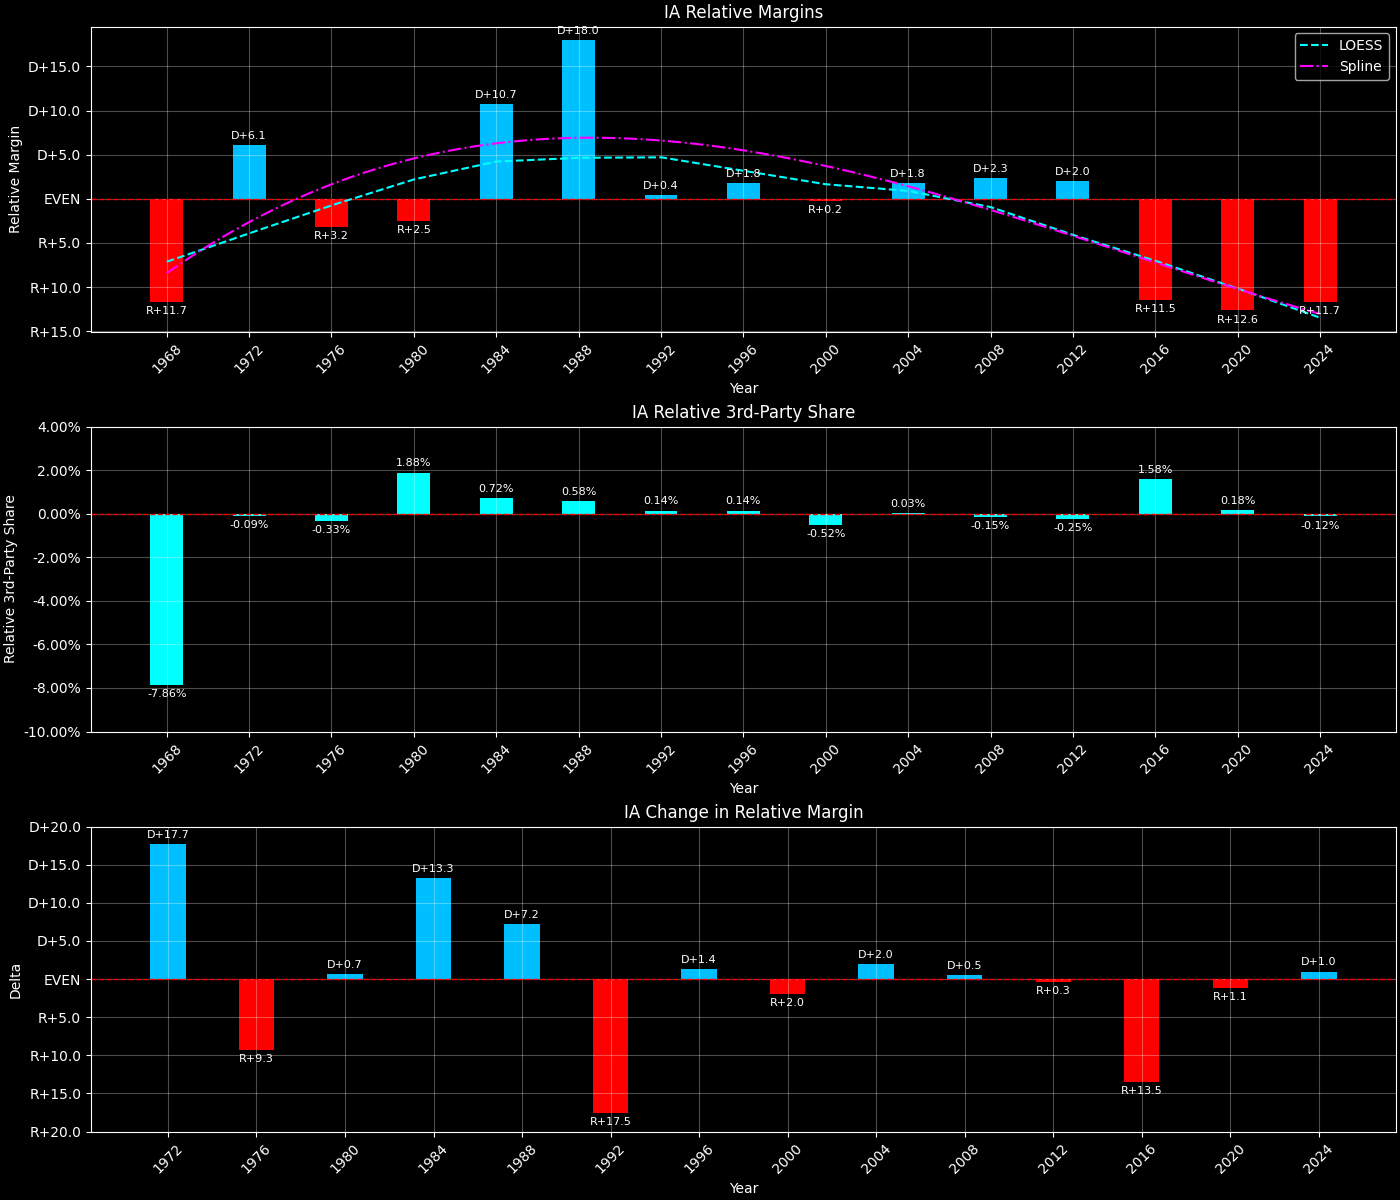 IA Relative Margins
D+15.0
D+10.0
D+5.0
EVEN
R+5.0
R+10.0
R+15.0
Relative Margin
R+11.7
D+6.1
R+3.2
R+2.5
D+10.7
D+18.0
D+0.4
D+1.8
R+0.2
D+1.8
D+2.3
D+2.0
R+11.5
R+12.6
R+11.7
LOESS
Spline
1968 1972 1976 1980 1984 1988 1992 1996 2000 2004 2008 2012 2016 2020 2024
Year
IA Relative 3rd-Party Share
4.00%
2.00%
0.00%
-2.00%
-4.00%
-6.00%
-8.00%
-10.00%
Relative 3rd-Party Share
-7.86%
-0.09%
-0.33%
1.88%
0.72%
0.58%
0.14%
0.14%
-0.52%
0.03%
-0.15%
-0.25%
1.58%
0.18%
-0.12%
1968 1972 1976 1980 1984 1988 1992 1996 2000 2004 2008 2012 2016 2020 2024
Year
IA Change in Relative Margin
D+20.0
D+15.0
D+10.0
D+5.0
EVEN
R+5.0
R+10.0
R+15.0
R+20.0
Delta
D+17.7
R+9.3
D+0.7
D+13.3
D+7.2
R+17.5
D+1.4
R+2.0
D+2.0
D+0.5
R+0.3
R+13.5
R+1.1
D+1.0
1972 1976 1980 1984 1988 1992 1996 2000 2004 2008 2012 2016 2020 2024
Year